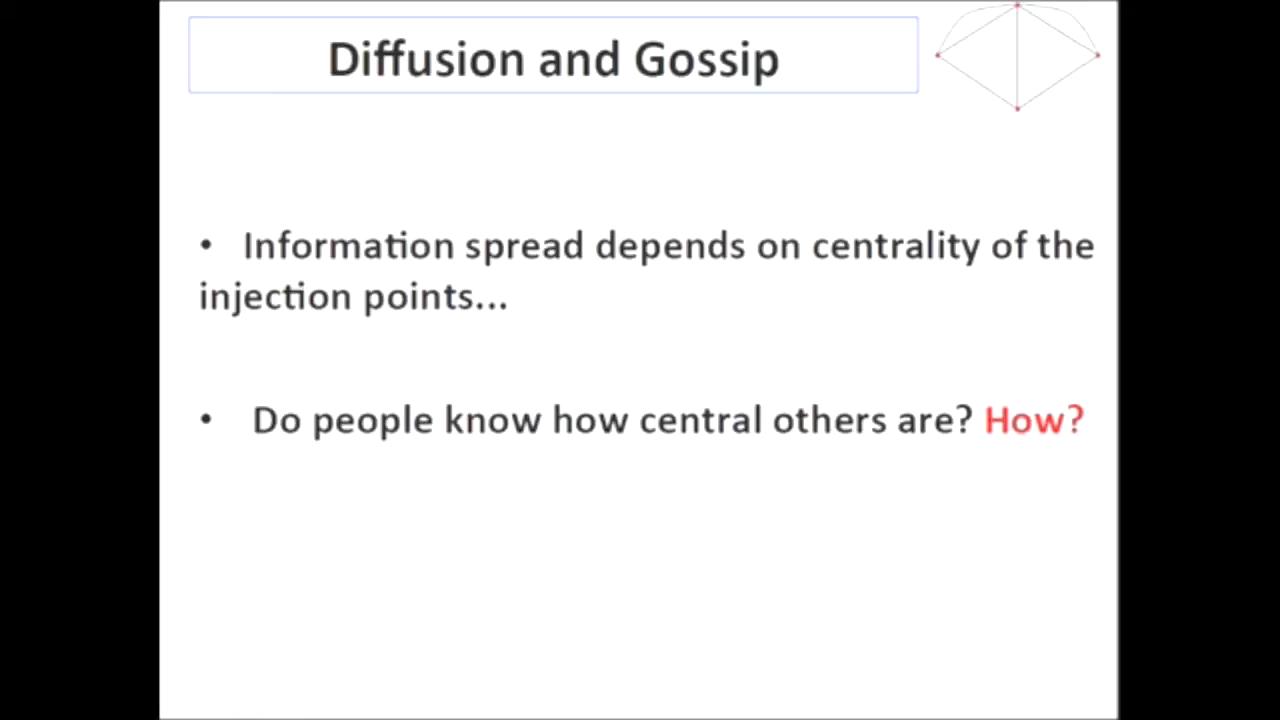 Diffusion and Gossip
• Information spread depends on centrality of the
injection points...
• Do people know how central others are? How?